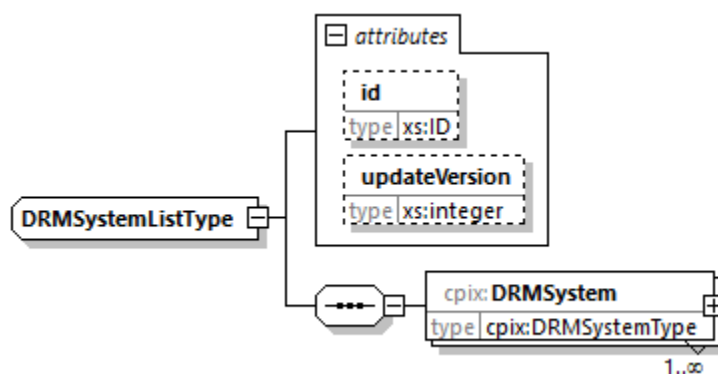 attributes
id
type xs:ID
updateVersion
type xs:integer
DRMSystemListType
cpix:DRMSystem
type cpix:DRMSystemType
1..∞